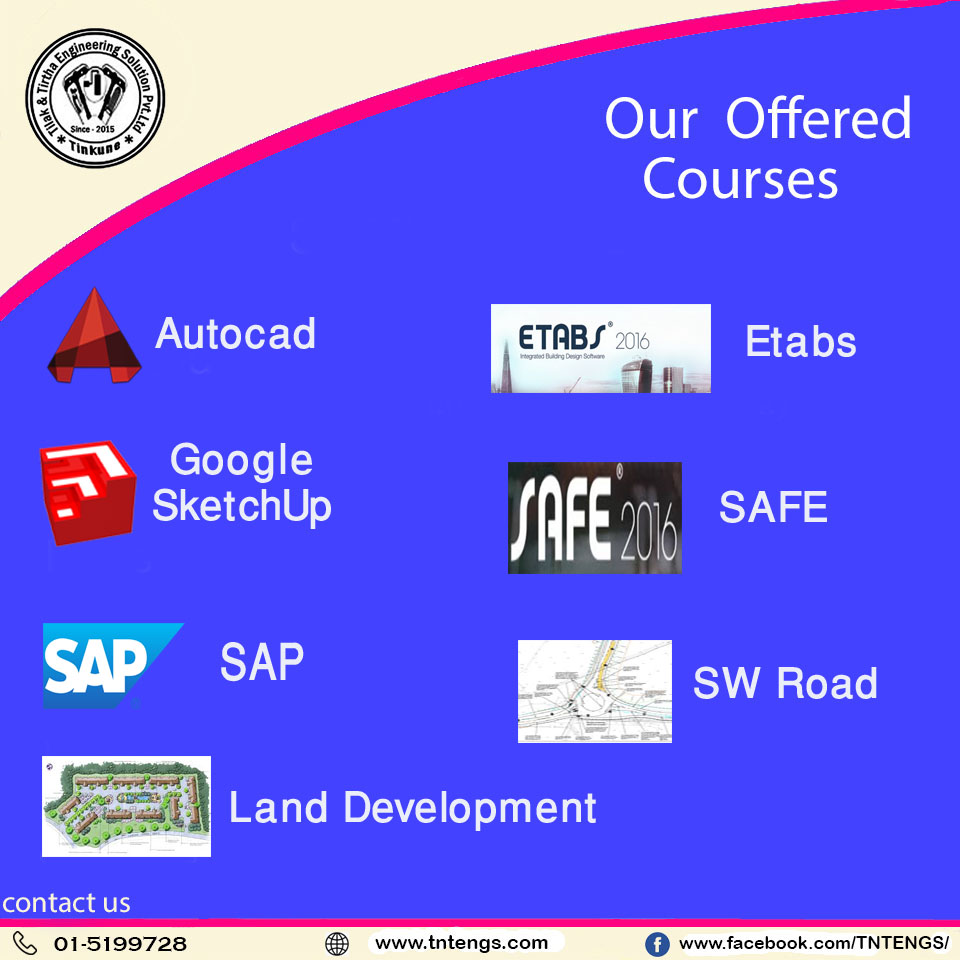 Tilak & Tirtha Engineering Solution Pvt.Ltd
Since - 2015
* Tinkune *
Our Offered
Courses
Autocad
ETABS® 2016
Integrated Building Design Software
Etabs
Google
SketchUp
SAFE® 2016
SAFE
SAP
SAP
SW Road
Land Development
contact us
01-5199728
www.tntengs.com
www.facebook.com/TNTENGS/